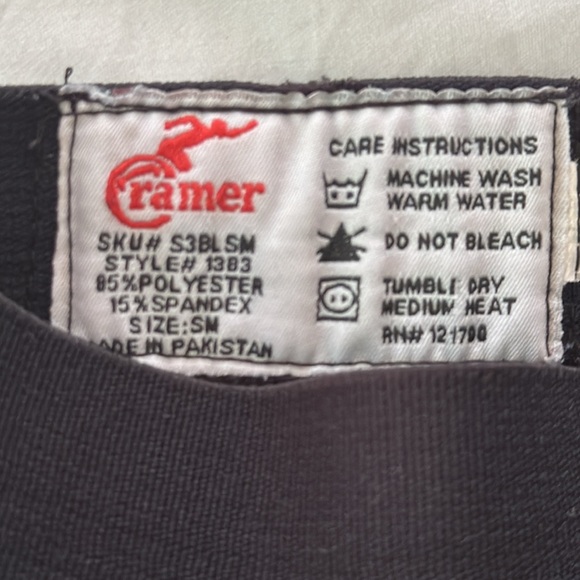 Cramer
SKU# S3BLSM
STYLE# 1383
85%POLYESTER
15%SPANDEX
SIZE:SM
MADE IN PAKISTAN
CARE INSTRUCTIONS
MACHINE WASH
WARM WATER
DO NOT BLEACH
TUMBLE DRY
MEDIUM HEAT
RN# 121790